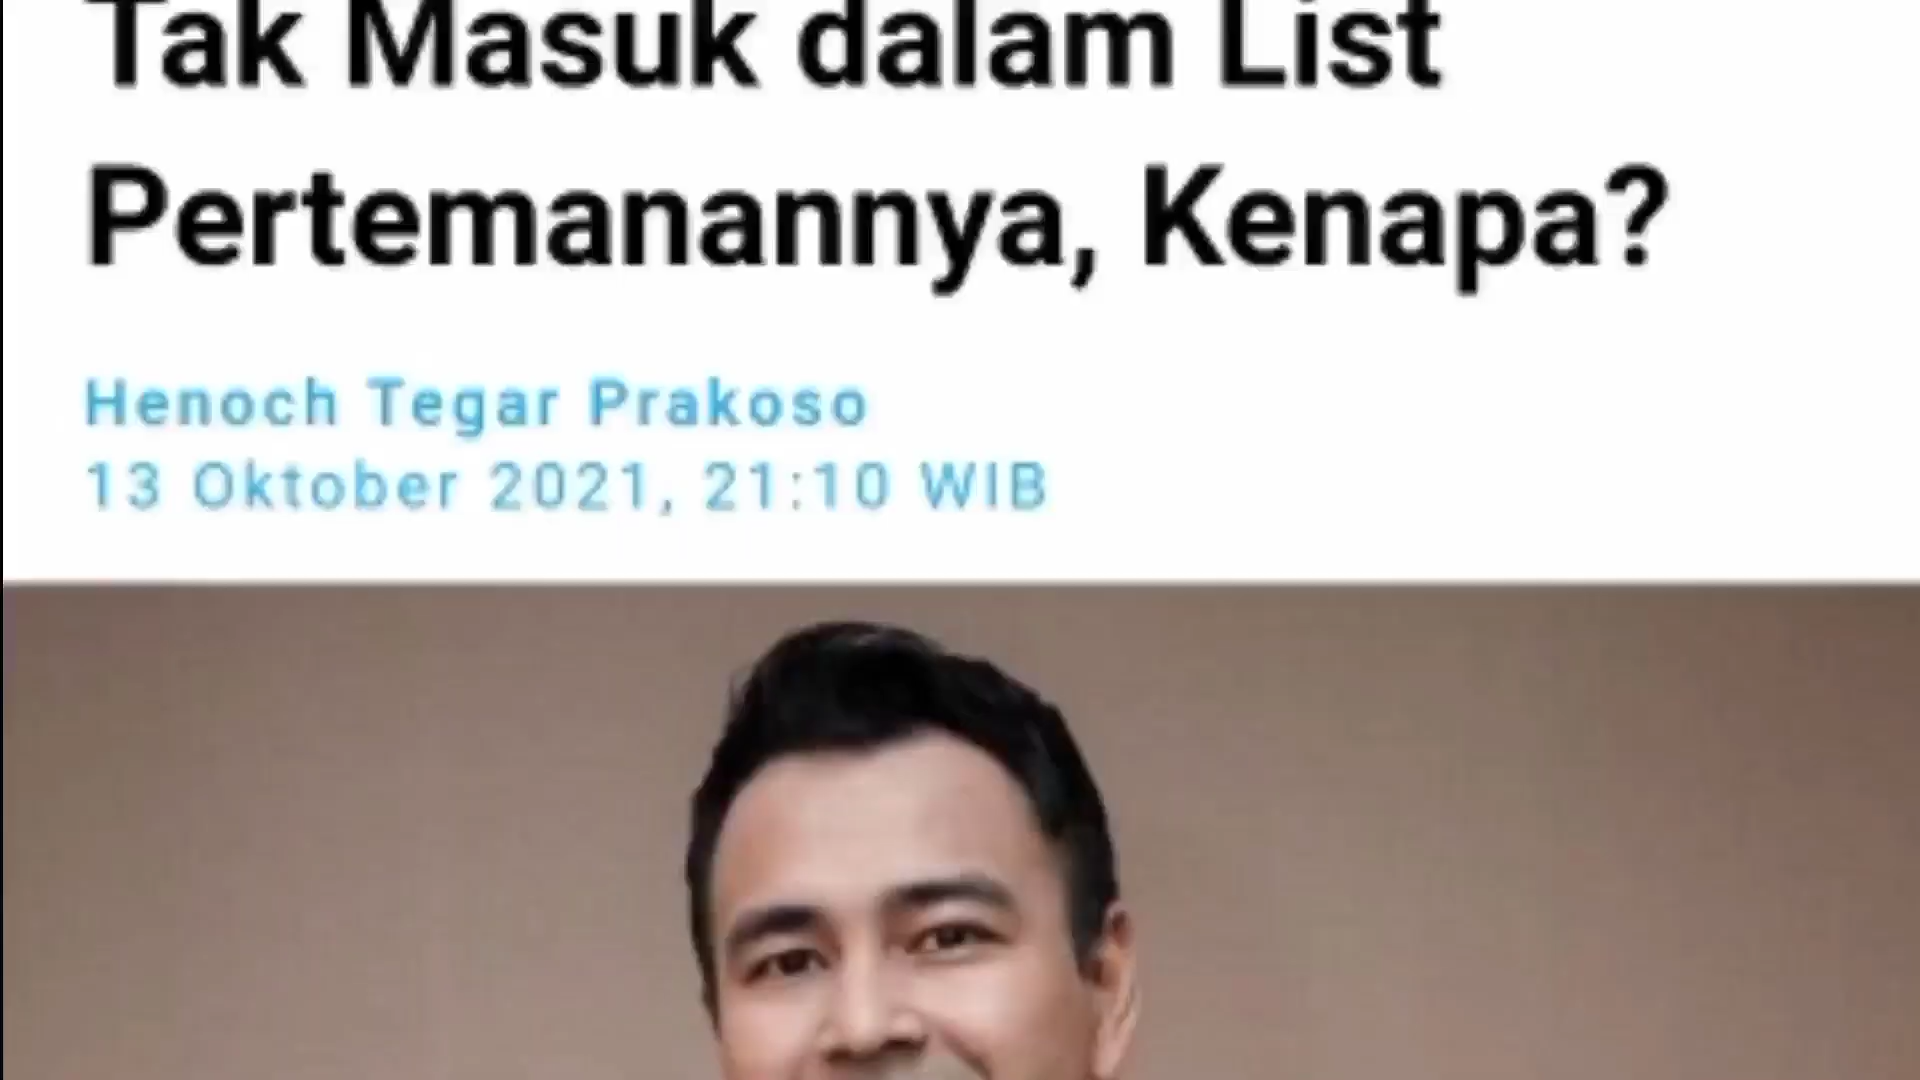 Tak Masuk dalam List
Pertemanannya, Kenapa?
Henoch Tegar Prakoso
13 Oktober 2021, 21:10 WIB